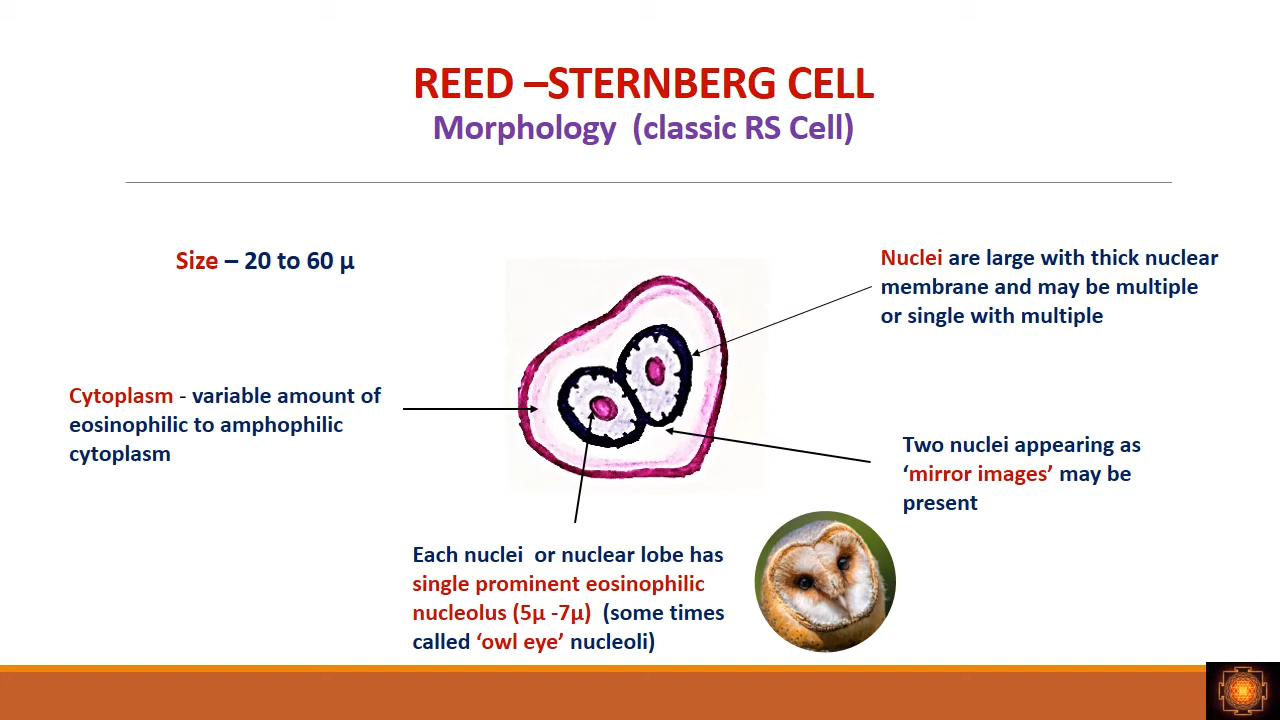 REED –STERNBERG CELL
Morphology (classic RS Cell)
Size – 20 to 60 µ
Nuclei are large with thick nuclear
membrane and may be multiple
or single with multiple
Cytoplasm - variable amount of
eosinophilic to amphophilic
cytoplasm
Two nuclei appearing as
‘mirror images’ may be
present
Each nuclei or nuclear lobe has
single prominent eosinophilic
nucleolus (5µ -7µ) (some times
called ‘owl eye’ nucleoli)